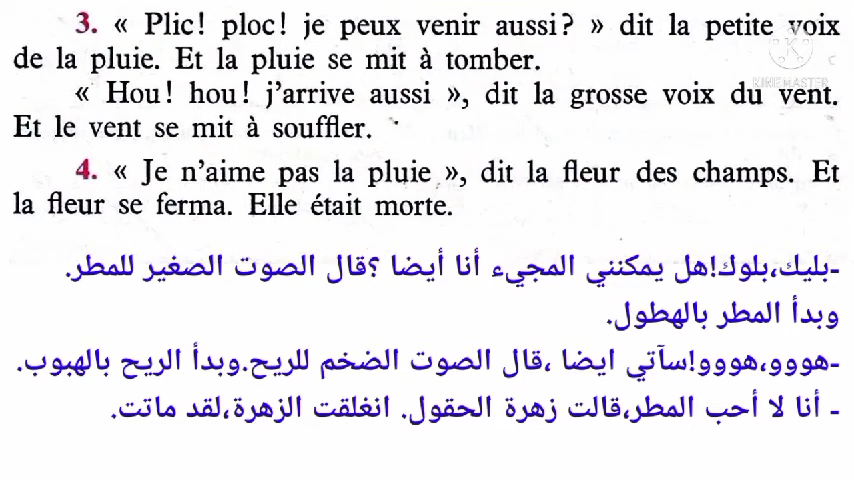 3. « Plic! ploc! je peux venir aussi? » dit la petite voix
de la pluie. Et la pluie se mit à tomber.
« Hou! hou! j'arrive aussi », dit la grosse voix du vent.
Et le vent se mit à souffler.
4. « Je n'aime pas la pluie », dit la fleur des champs. Et
la fleur se ferma. Elle était morte.
-بليك،بلوك!هل يمكنني المجيء أنا أيضا ؟قال الصوت الصغير للمطر.
وبدأ المطر بالهطول.
-هووو،هووو!سآتي ايضا ،قال الصوت الضخم للريح.وبدأ الريح بالهبوب.
- أنا لا أحب المطر،قالت زهرة الحقول. انغلقت الزهرة،لقد ماتت.
K
KINEMASTER